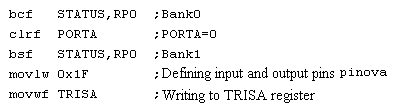 bcf STATUS,RP0 ;Bank0
clrf PORTA ;PORTA=0
bsf STATUS,RP0 ;Bank1
movlw 0x1F ;Defining input and output pins pinova
movwf TRISA ;Writing to TRISA register